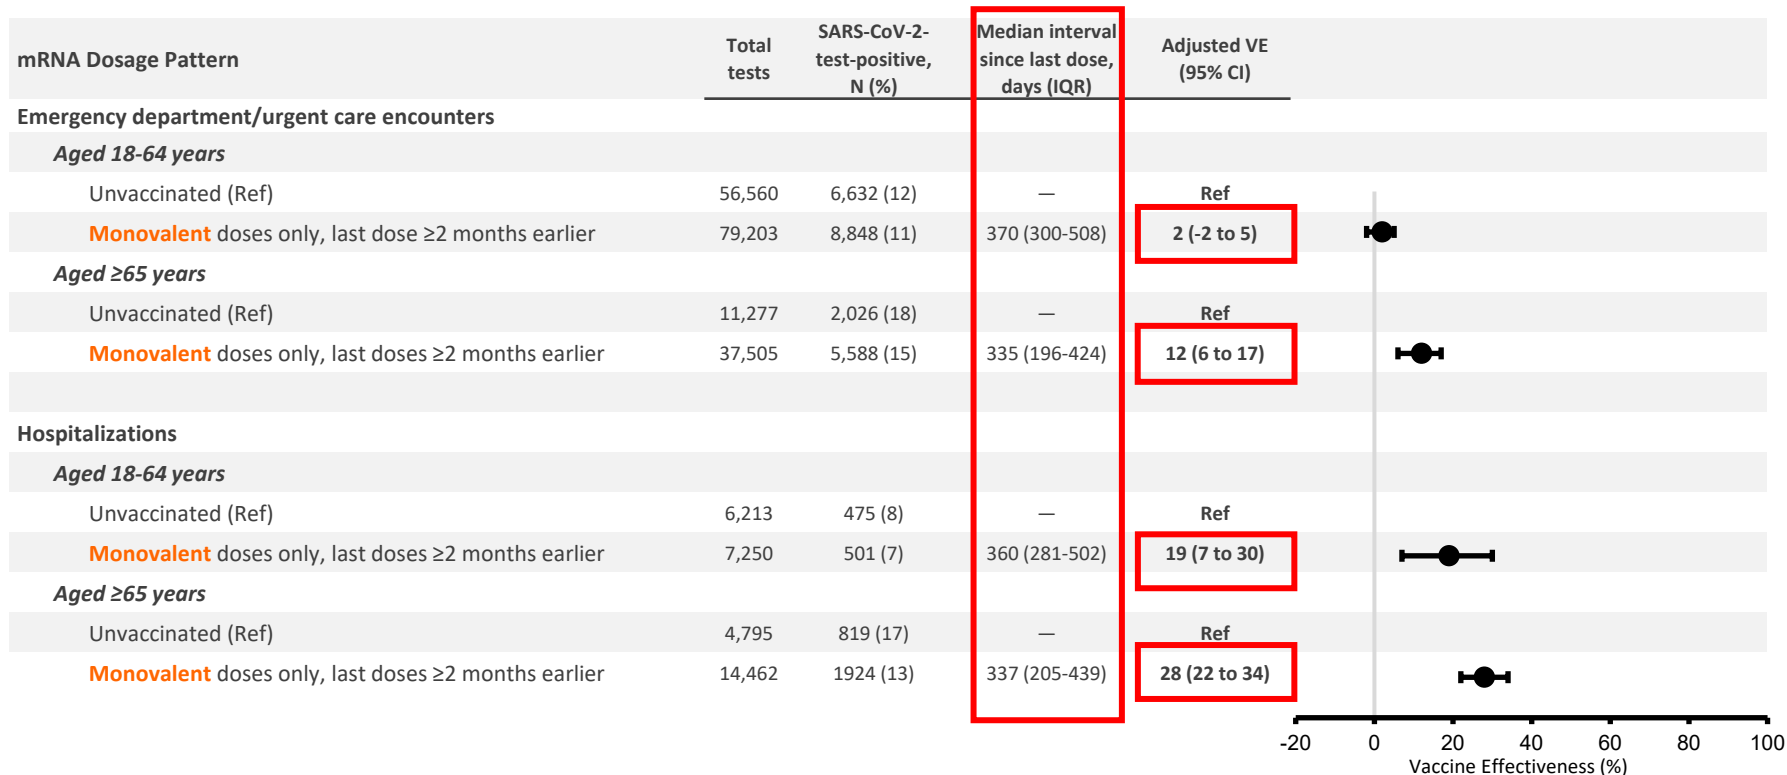 mRNA Dosage Pattern
Total tests
SARS-CoV-2-test-positive, N (%)
Median interval since last dose, days (IQR)
Adjusted VE (95% CI)
Emergency department/urgent care encounters
Aged 18-64 years
Unvaccinated (Ref) 56,560 6,632 (12) — Ref
Monovalent doses only, last dose ≥2 months earlier 79,203 8,848 (11) 370 (300-508) 2 (-2 to 5)
Aged ≥65 years
Unvaccinated (Ref) 11,277 2,026 (18) — Ref
Monovalent doses only, last doses ≥2 months earlier 37,505 5,588 (15) 335 (196-424) 12 (6 to 17)
Hospitalizations
Aged 18-64 years
Unvaccinated (Ref) 6,213 475 (8) — Ref
Monovalent doses only, last doses ≥2 months earlier 7,250 501 (7) 360 (281-502) 19 (7 to 30)
Aged ≥65 years
Unvaccinated (Ref) 4,795 819 (17) — Ref
Monovalent doses only, last doses ≥2 months earlier 14,462 1924 (13) 337 (205-439) 28 (22 to 34)
-20 0 20 40 60 80 100
Vaccine Effectiveness (%)